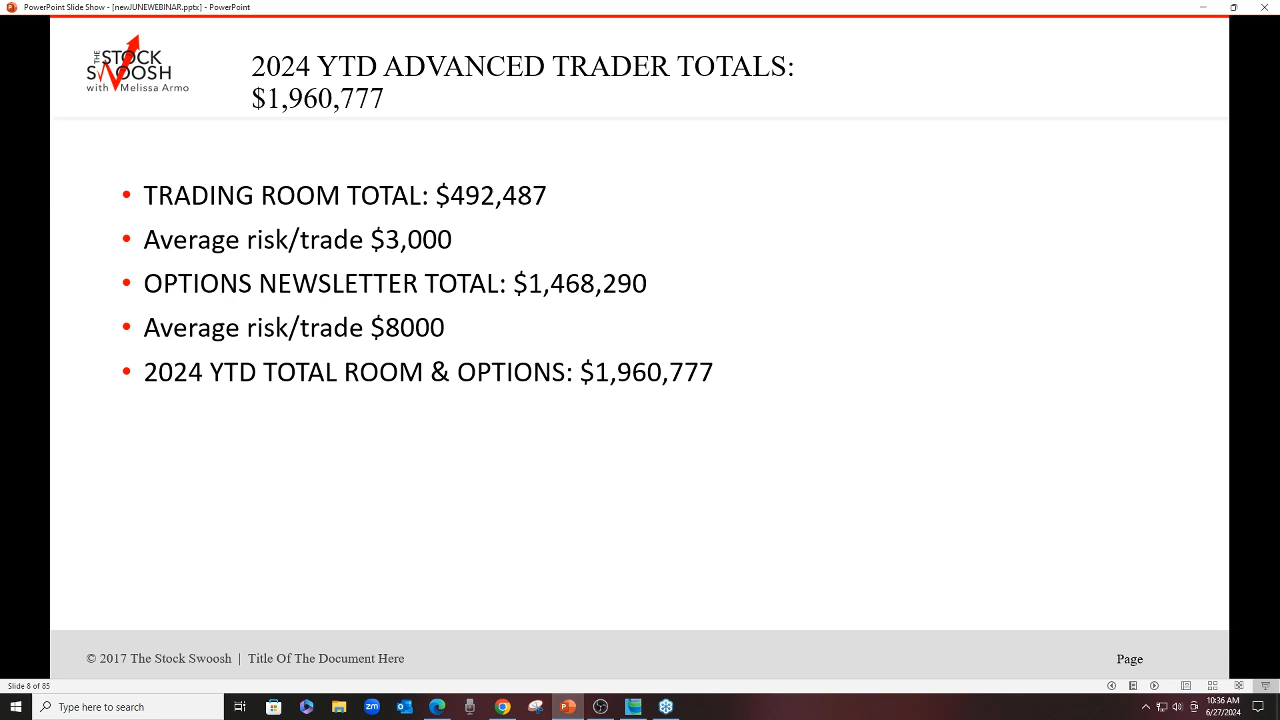 PowerPoint Slide Show - [newJUNEWEBINAR.pptx] - PowerPoint
THE STOCK
SWOOSH
with Melissa Armo
2024 YTD ADVANCED TRADER TOTALS:
$1,960,777
• TRADING ROOM TOTAL: $492,487
• Average risk/trade $3,000
• OPTIONS NEWSLETTER TOTAL: $1,468,290
• Average risk/trade $8000
• 2024 YTD TOTAL ROOM & OPTIONS: $1,960,777
© 2017 The Stock Swoosh | Title Of The Document Here
Page
Slide 8 of 85
Type here to search
zm
10:36 AM
6/27/2024